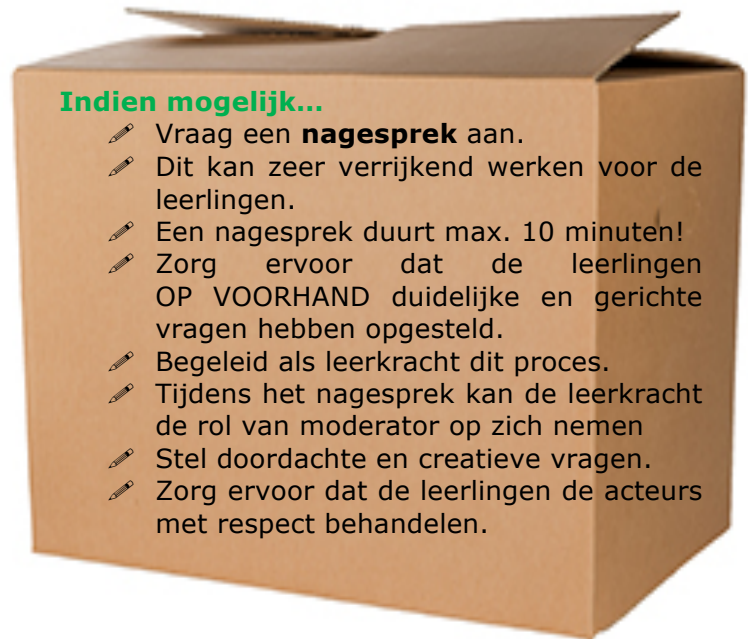 Indien mogelijk...
Vraag een nagesprek aan.
Dit kan zeer verrijkend werken voor de
leerlingen.
Een nagesprek duurt max. 10 minuten!
Zorg ervoor dat de leerlingen
OP VOORHAND duidelijke en gerichte
vragen hebben opgesteld.
Begeleid als leerkracht dit proces.
Tijdens het nagesprek kan de leerkracht
de rol van moderator op zich nemen
Stel doordachte en creatieve vragen.
Zorg ervoor dat de leerlingen de acteurs
met respect behandelen.